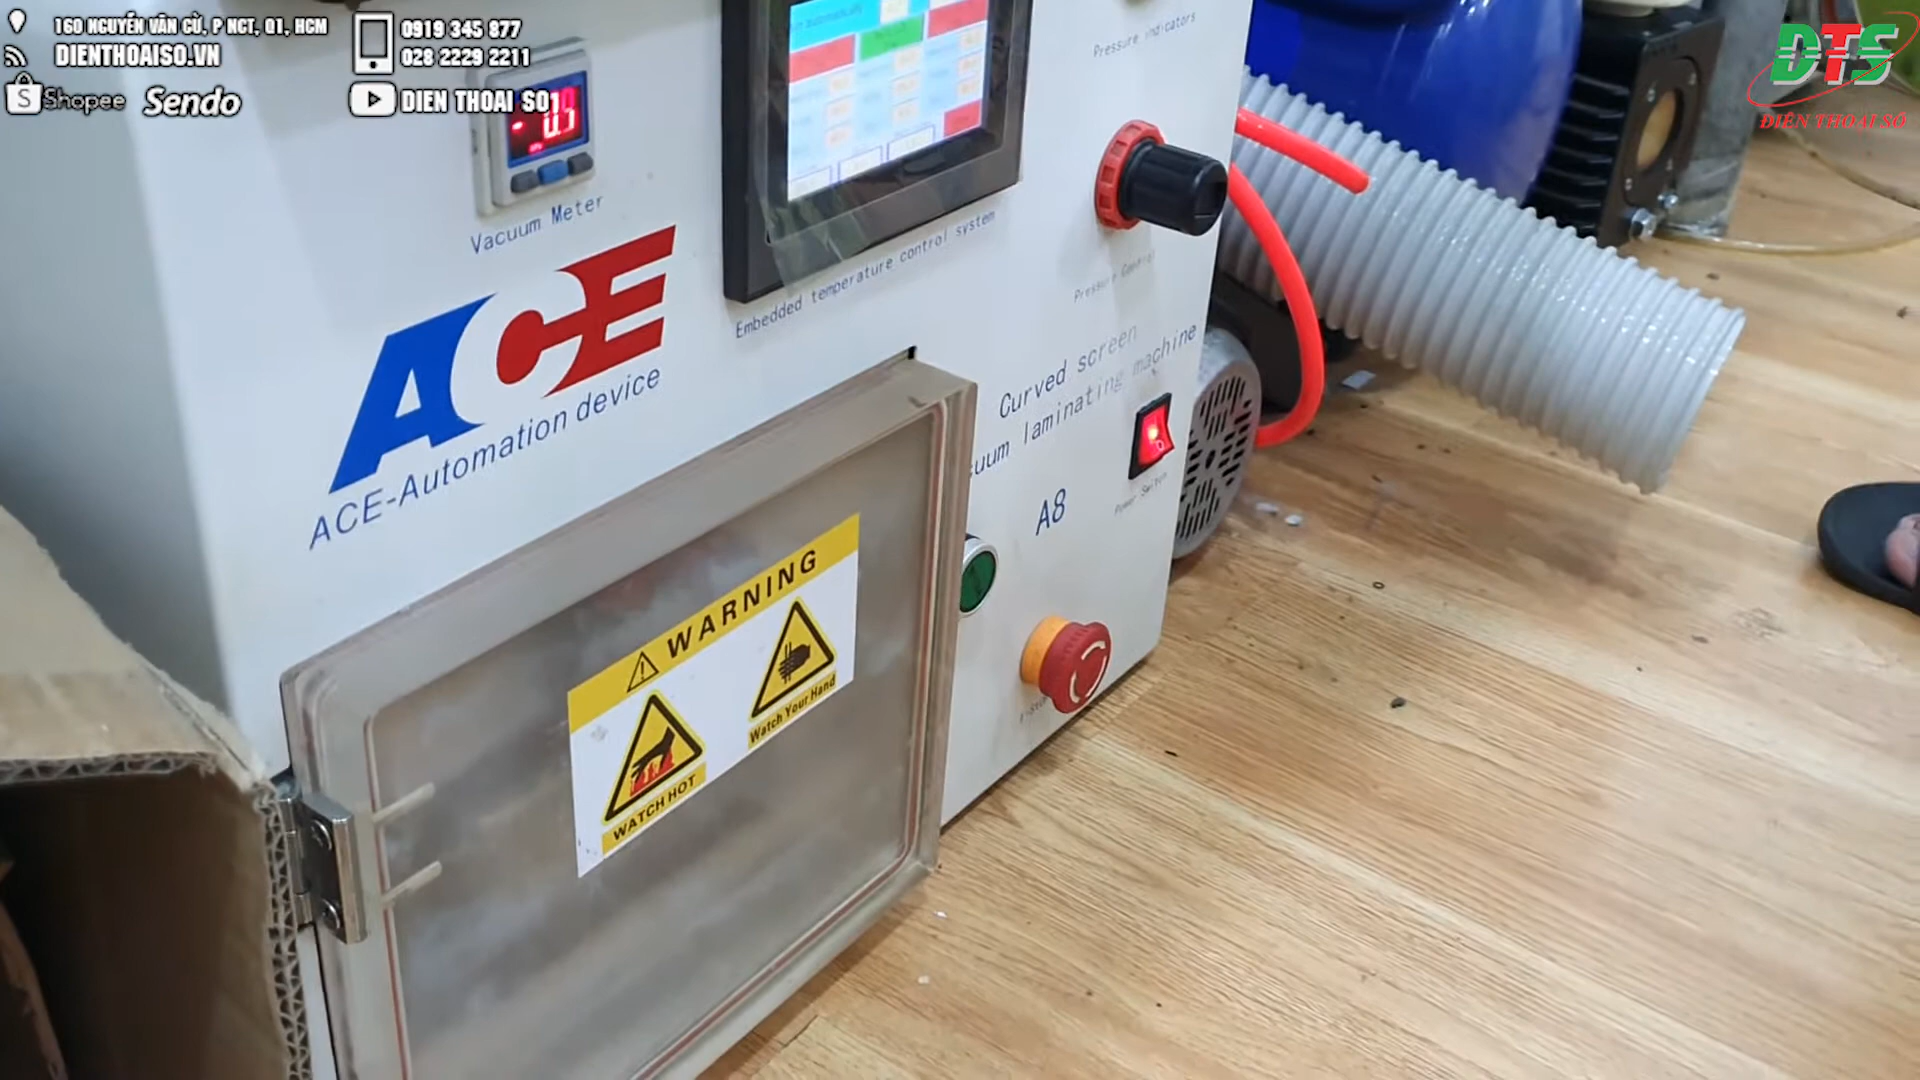 160 NGUYỄN VĂN CỪ, P NCT, Q1, HCM
DIENTHOAISO.VN
Shopee Sendo
0919 345 877
028 2229 2211
DIEN THOAI SO1
DTS
ĐIỆN THOẠI SỐ
Pressure indicators
Vacuum Meter
Embedded temperature control system
Pressure Control
ACE
ACE-Automation device
Curved screen
laminating machine
Power Switch
A8
WARNING
WATCH HOT
Watch Your Hand